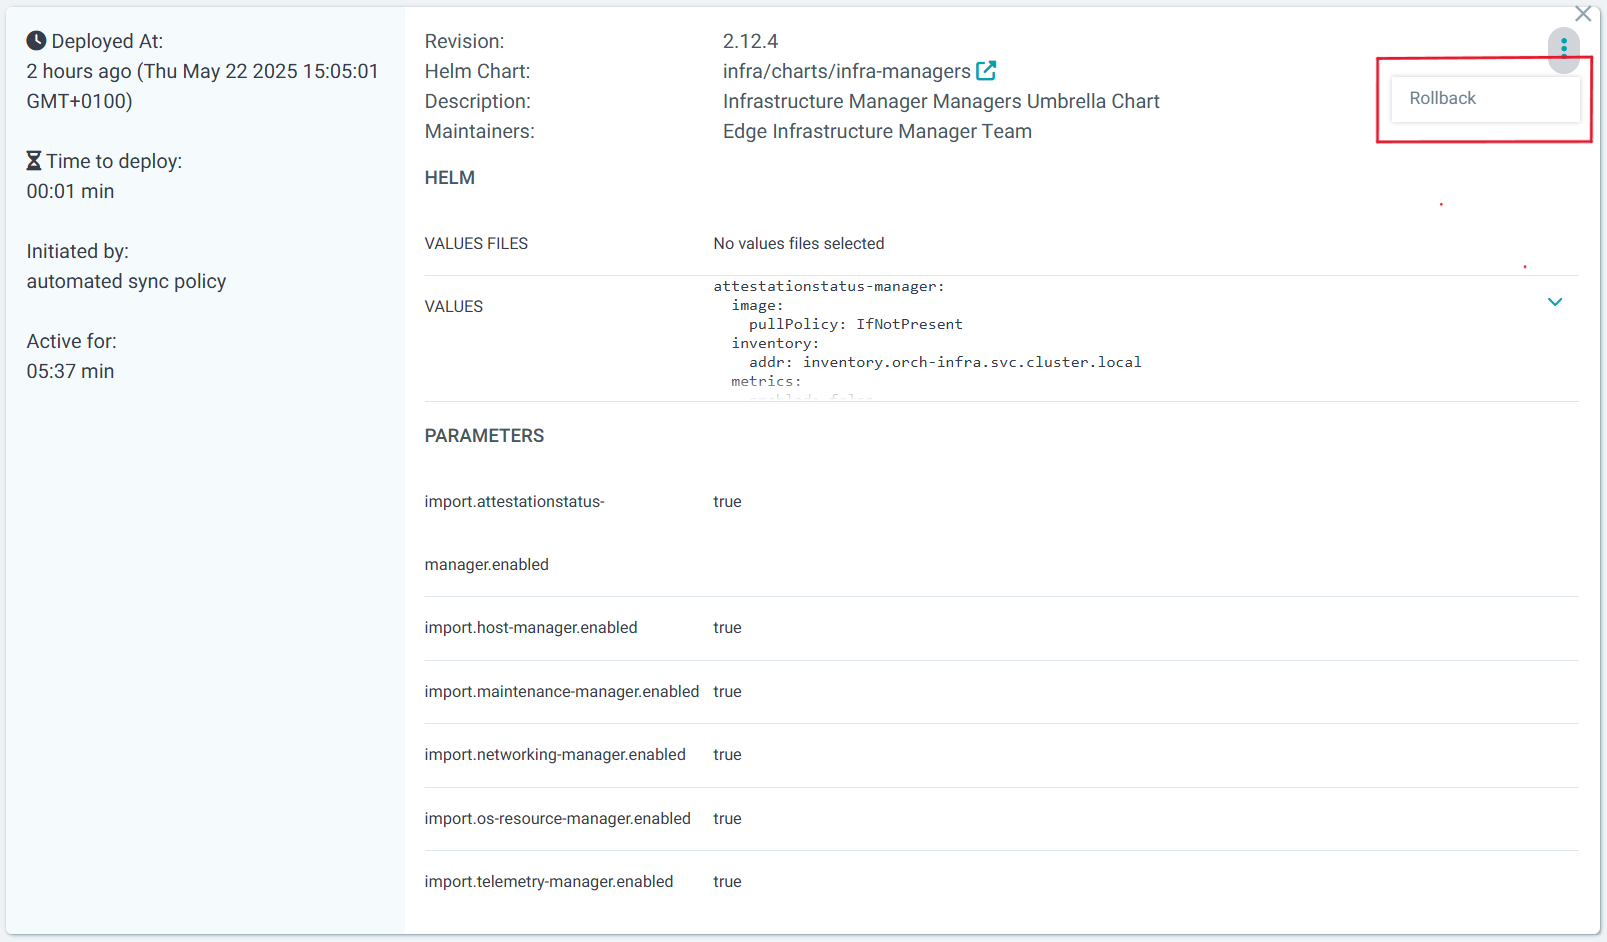 Deployed At:
2 hours ago (Thu May 22 2025 15:05:01
GMT+0100)
Time to deploy:
00:01 min
Initiated by:
automated sync policy
Active for:
05:37 min
Revision: 2.12.4
Helm Chart: infra/charts/infra-managers
Description: Infrastructure Manager Managers Umbrella Chart
Maintainers: Edge Infrastructure Manager Team
Rollback
HELM
VALUES FILES No values files selected
VALUES
attestationstatus-manager:
  image:
    pullPolicy: IfNotPresent
  inventory:
    addr: inventory.orch-infra.svc.cluster.local
  metrics:
    enabled: false
PARAMETERS
import.attestationstatus- true
manager.enabled
import.host-manager.enabled true
import.maintenance-manager.enabled true
import.networking-manager.enabled true
import.os-resource-manager.enabled true
import.telemetry-manager.enabled true